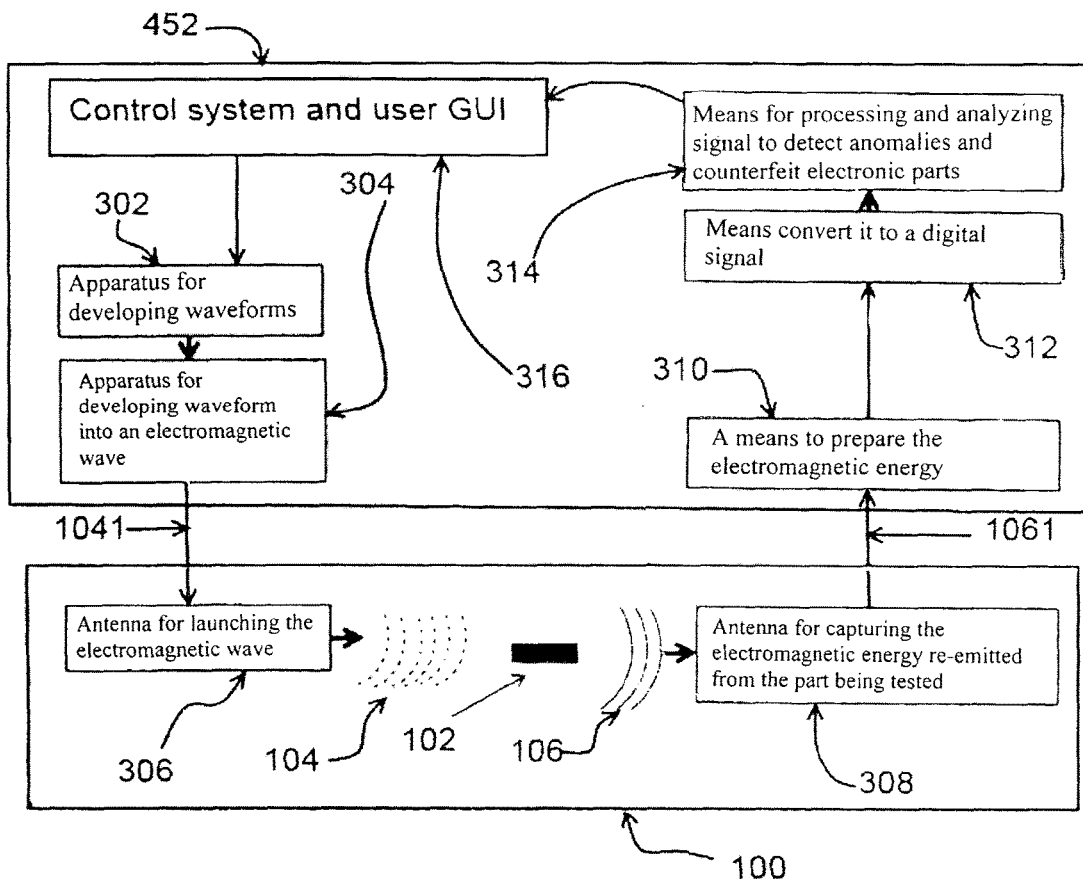 452
Control system and user GUI
Means for processing and analyzing
signal to detect anomalies and
counterfeit electronic parts
304
302
314
Means convert it to a digital
signal
Apparatus for
developing waveforms
316
312
310
Apparatus for
developing waveform
into an electromagnetic
wave
A means to prepare the
electromagnetic energy
1041
1061
Antenna for launching the
electromagnetic wave
Antenna for capturing the
electromagnetic energy re-emitted
from the part being tested
306
104
102
106
308
100